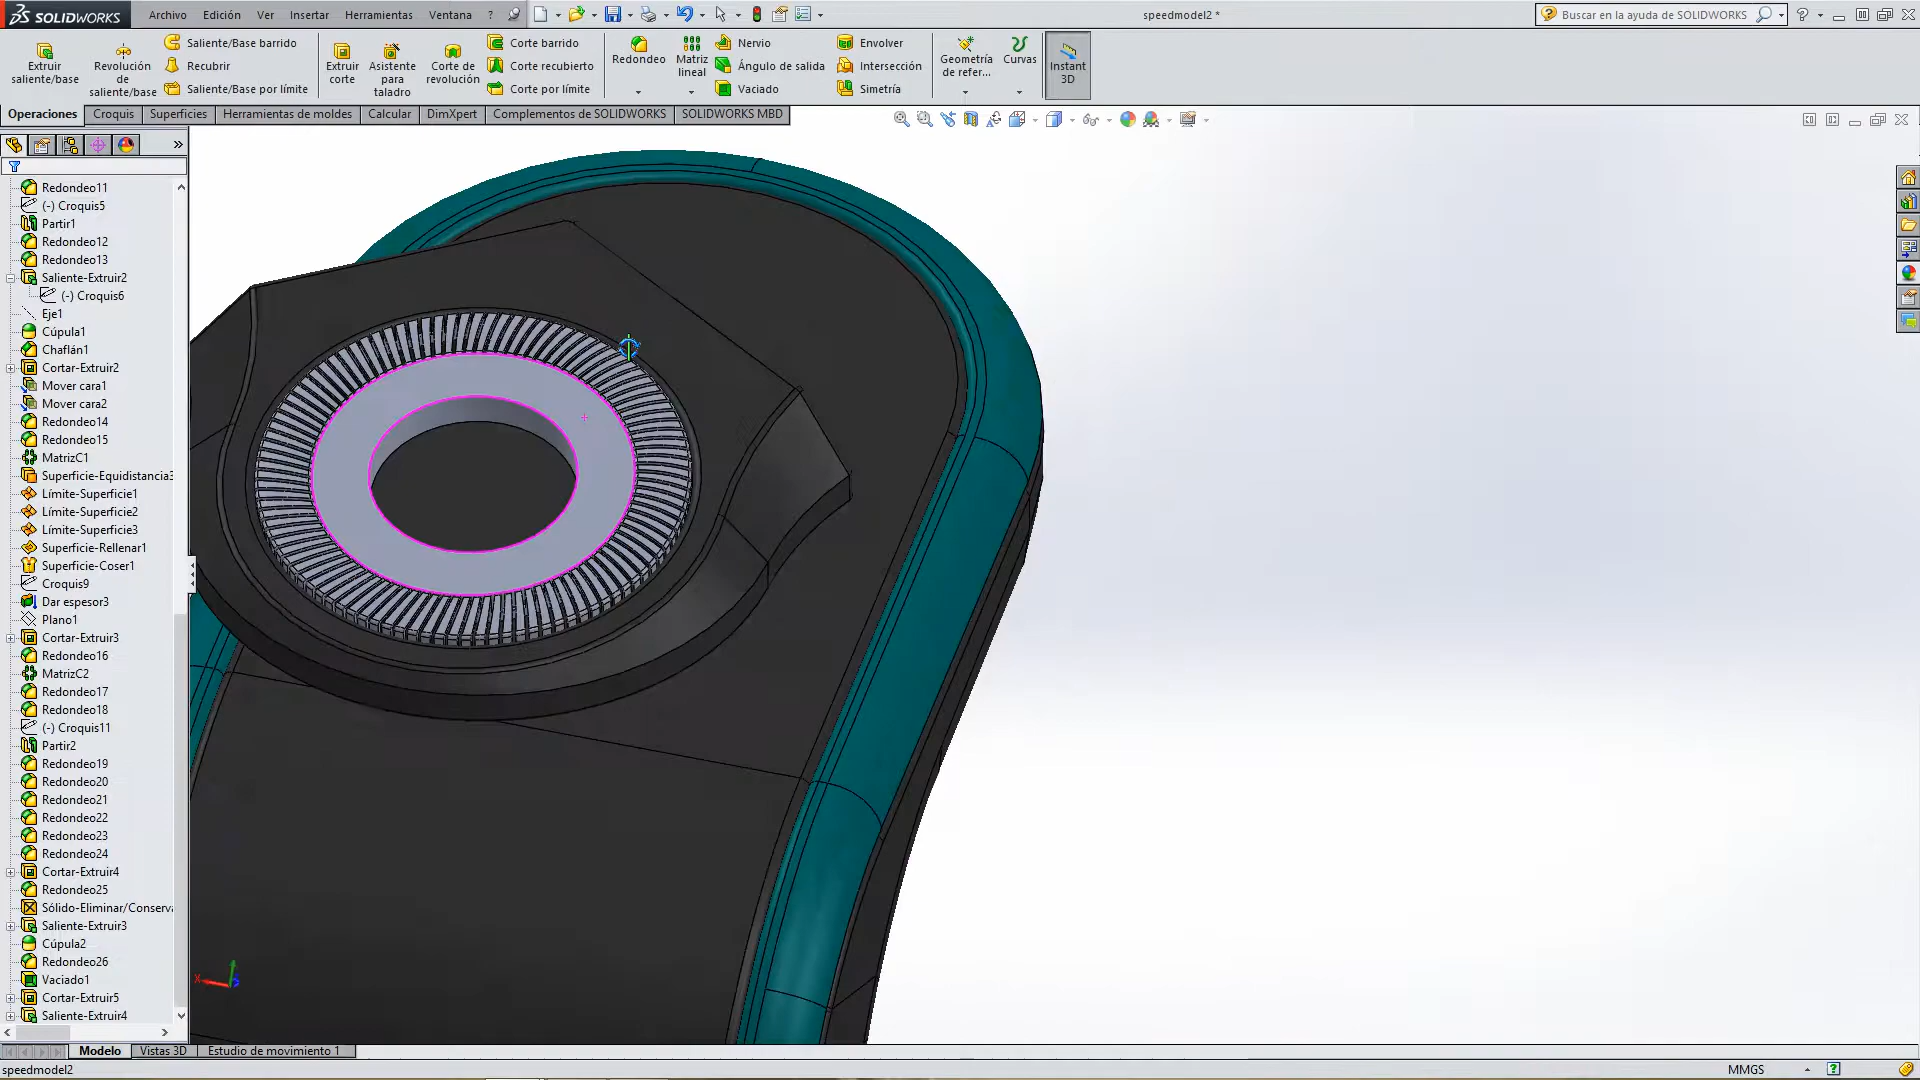 SOLIDWORKS
Archivo Edición Ver Insertar Herramientas Ventana ?
speedmodel2 *
Buscar en la ayuda de SOLIDWORKS
Extruir saliente/base
Revolución de saliente/base
Saliente/Base barrido
Recubrir
Saliente/Base por límite
Extruir corte
Asistente para taladro
Corte de revolución
Corte barrido
Corte recubierto
Corte por límite
Redondeo
Matriz lineal
Nervio
Ángulo de salida
Vaciado
Envolver
Intersección
Simetría
Geometría de refer...
Curvas
Instant 3D
Operaciones Croquis Superficies Herramientas de moldes Calcular DimXpert Complementos de SOLIDWORKS SOLIDWORKS MBD
Redondeo11
(-) Croquis5
Partir1
Redondeo12
Redondeo13
Saliente-Extruir2
(-) Croquis6
Eje1
Cúpula1
Chaflán1
Cortar-Extruir2
Mover cara1
Mover cara2
Redondeo14
Redondeo15
MatrizC1
Superficie-Equidistancia3
Límite-Superficie1
Límite-Superficie2
Límite-Superficie3
Superficie-Rellenar1
Superficie-Coser1
Croquis9
Dar espesor3
Plano1
Cortar-Extruir3
Redondeo16
MatrizC2
Redondeo17
Redondeo18
(-) Croquis11
Partir2
Redondeo19
Redondeo20
Redondeo21
Redondeo22
Redondeo23
Redondeo24
Cortar-Extruir4
Redondeo25
Sólido-Eliminar/Conserva
Saliente-Extruir3
Cúpula2
Redondeo26
Vaciado1
Cortar-Extruir5
Saliente-Extruir4
X
Modelo Vistas 3D Estudio de movimiento 1
speedmodel2
MMGS